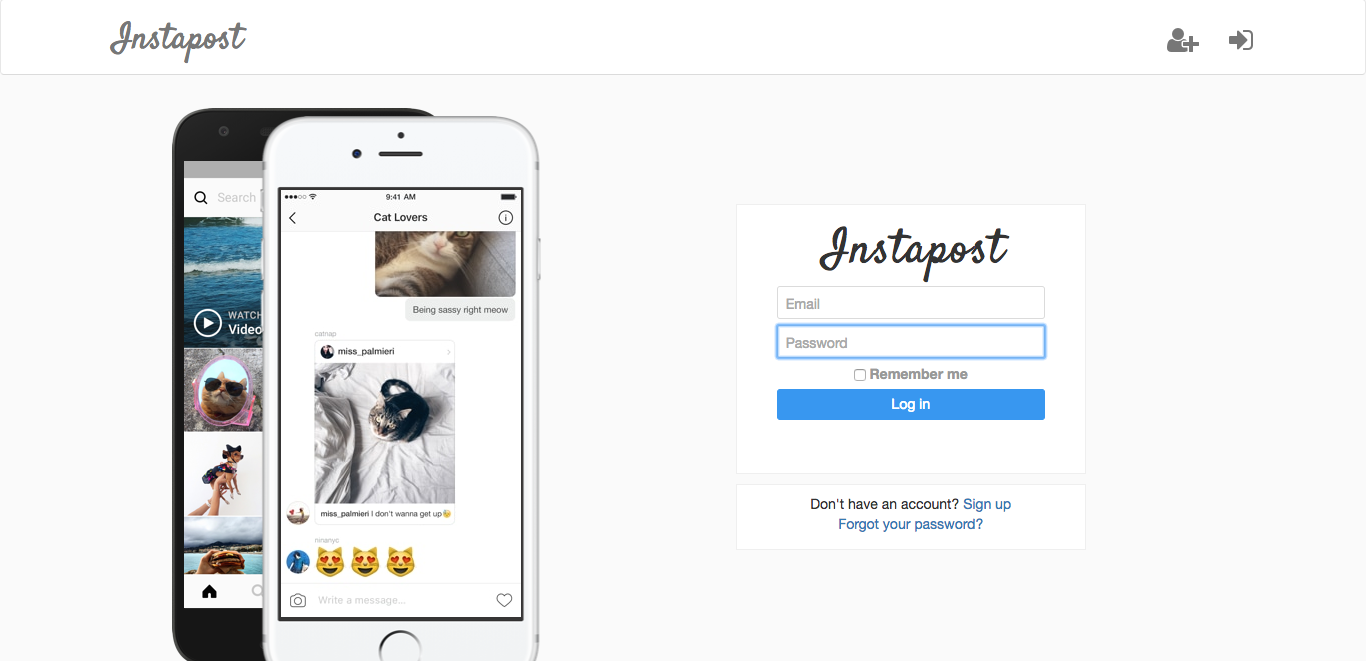 Instapost
Search
WATCH
Video
9:41 AM
Cat Lovers
Being sassy right meow
catnap
miss_palmieri
miss_palmieri I don't wanna get up
ninanyc
Write a message...
Instapost
Email
Password
Remember me
Log in
Don't have an account? Sign up
Forgot your password?